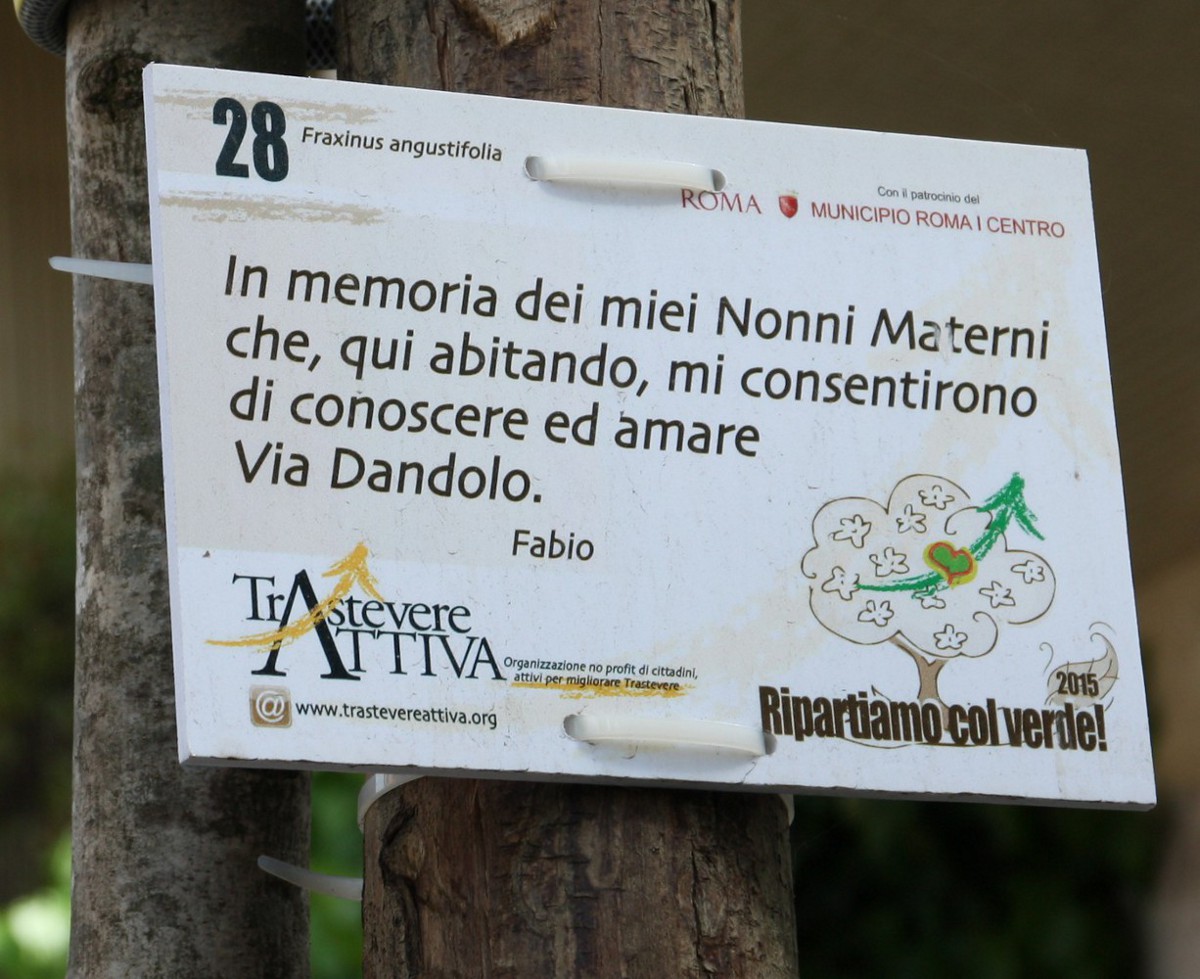 28 Fraxinus angustifolia
Con il patrocinio del
ROMA MUNICIPIO ROMA I CENTRO
In memoria dei miei Nonni Materni
che, qui abitando, mi consentirono
di conoscere ed amare
Via Dandolo.
Fabio
TrAstevere
ATTIVA
Organizzazione no profit di cittadini,
attivi per migliorare Trastevere
@ www.trastevereattiva.org
2015
Ripartiamo col verde!